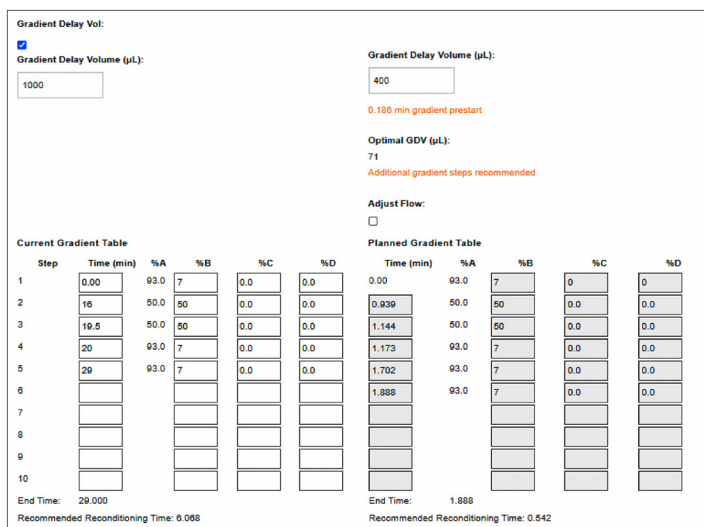 Gradient Delay Vol:
Gradient Delay Volume (µL):
1000
Gradient Delay Volume (µL):
400
0.186 min gradient prestart
Optimal GDV (µL):
71
Additional gradient steps recommended
Adjust Flow:
Current Gradient Table
Step Time (min) %A %B %C %D
1 0.00 93.0 7 0.0 0.0
2 16 50.0 50 0.0 0.0
3 19.5 50.0 50 0.0 0.0
4 20 93.0 7 0.0 0.0
5 29 93.0 7 0.0 0.0
6
7
8
9
10
End Time: 29.000
Recommended Reconditioning Time: 6.068
Planned Gradient Table
Time (min) %A %B %C %D
0.00 93.0 7 0 0
0.939 50.0 50 0.0 0.0
1.144 50.0 50 0.0 0.0
1.173 93.0 7 0.0 0.0
1.702 93.0 7 0.0 0.0
1.888 93.0 7 0.0 0.0
End Time: 1.888
Recommended Reconditioning Time: 0.542